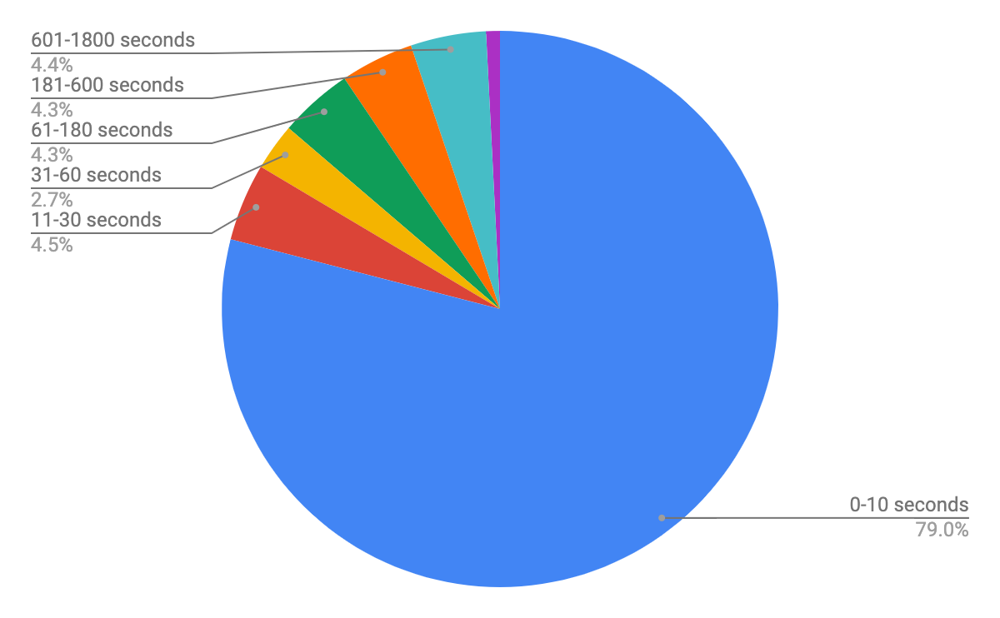 601-1800 seconds
4.4%
181-600 seconds
4.3%
61-180 seconds
4.3%
31-60 seconds
2.7%
11-30 seconds
4.5%
0-10 seconds
79.0%